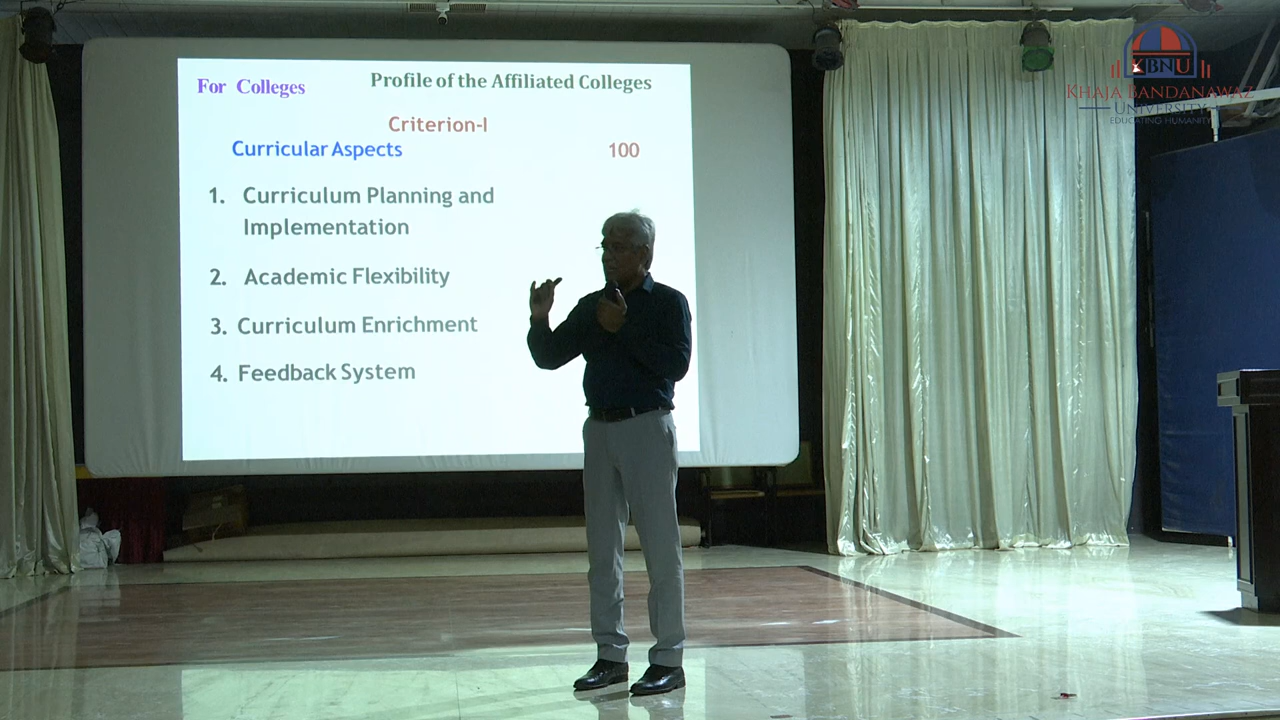 For Colleges
Profile of the Affiliated Colleges
Criterion-I
Curricular Aspects
100
1. Curriculum Planning and
Implementation
2. Academic Flexibility
3. Curriculum Enrichment
4. Feedback System
KBNU
KHAJA BANDANAWAZ
UNIVERSITY
EDUCATING HUMANITY